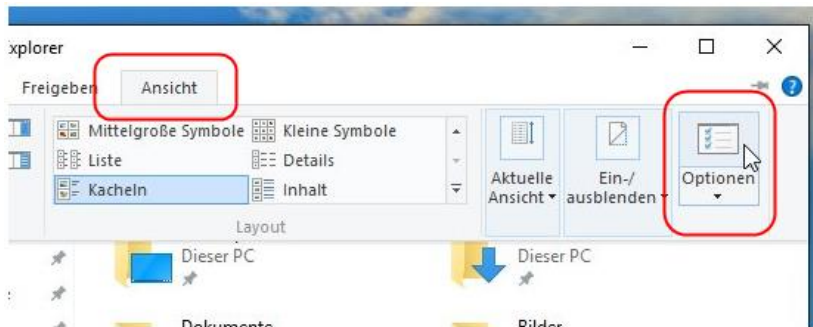 xplorer
Freigeben Ansicht
Mittelgroße Symbole Kleine Symbole
Liste Details
Kacheln Inhalt
Layout
Aktuelle Ansicht
Ein-/ ausblenden
Optionen
Dieser PC Dieser PC
Dokumente Bilder